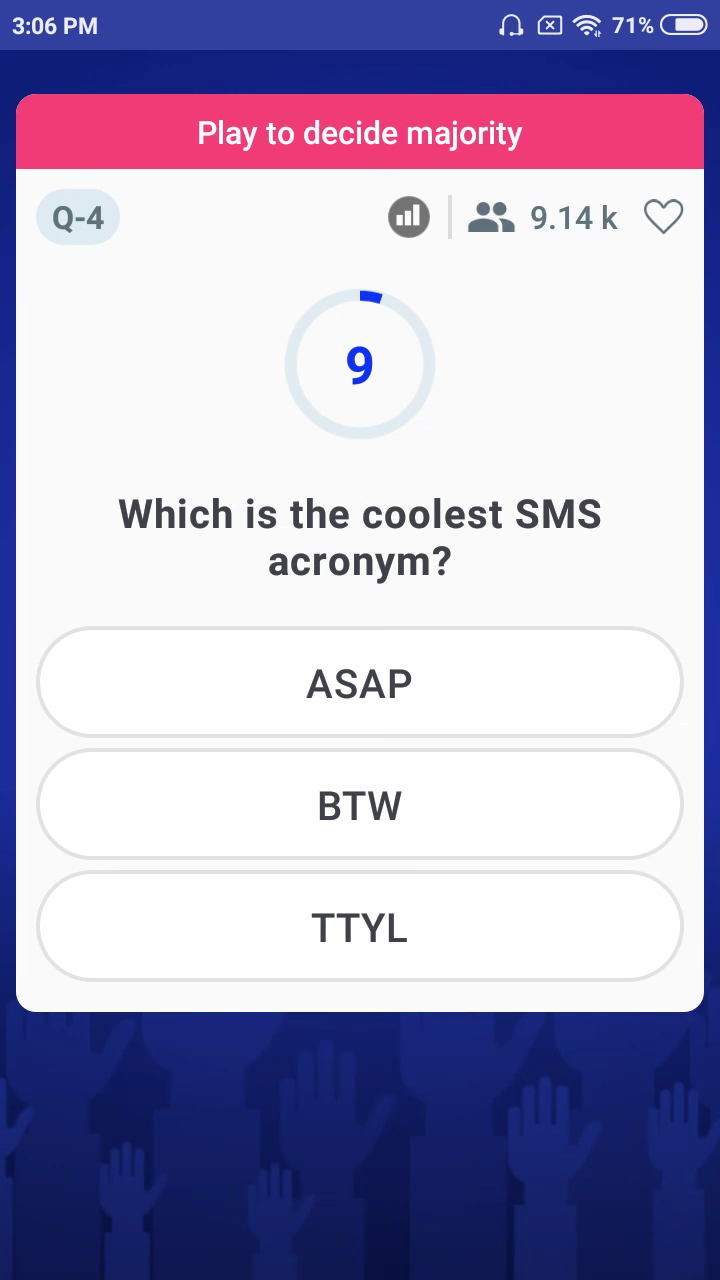 3:06 PM
71%
Play to decide majority
Q-4
9.14 k
9
Which is the coolest SMS
acronym?
ASAP
BTW
TTYL